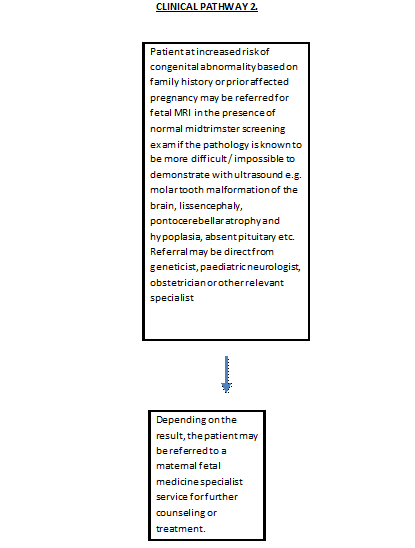 CLINICAL PATHWAY 2.
Patient at increased risk of
congenital abnormality based on
family history or prior affected
pregnancy may be referred for
fetal MRI in the presence of
normal midtrimster screening
exam if the pathology is known to
be more difficult / impossible to
demonstrate with ultrasound e.g.
molar tooth malformation of the
brain, lissencephaly,
pontocerebellar atrophy and
hypoplasia, absent pituitary etc.
Referral may be direct from
geneticist, paediatric neurologist,
obstetrician or other relevant
specialist
Depending on the
result, the patient may
be referred to a
maternal fetal
medicine specialist
service for further
counseling or
treatment.